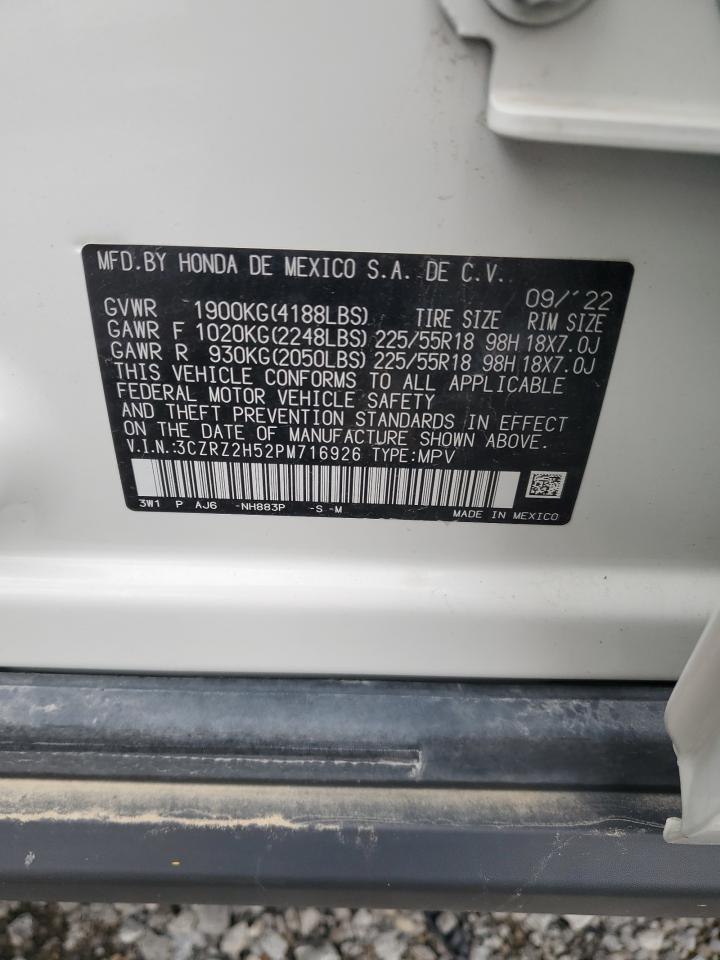 MFD.BY HONDA DE MEXICO S.A. DE C.V.
09/'22
GVWR 1900KG(4188LBS) TIRE SIZE RIM SIZE
GAWR F 1020KG(2248LBS) 225/55R18 98H 18X7.0J
GAWR R 930KG(2050LBS) 225/55R18 98H 18X7.0J
THIS VEHICLE CONFORMS TO ALL APPLICABLE
FEDERAL MOTOR VEHICLE SAFETY
AND THEFT PREVENTION STANDARDS IN EFFECT
ON THE DATE OF MANUFACTURE SHOWN ABOVE.
V.I.N.:3CZRZ2H52PM716926 TYPE:MPV
3W1 P AJ6 -NH883P -S -M MADE IN MEXICO